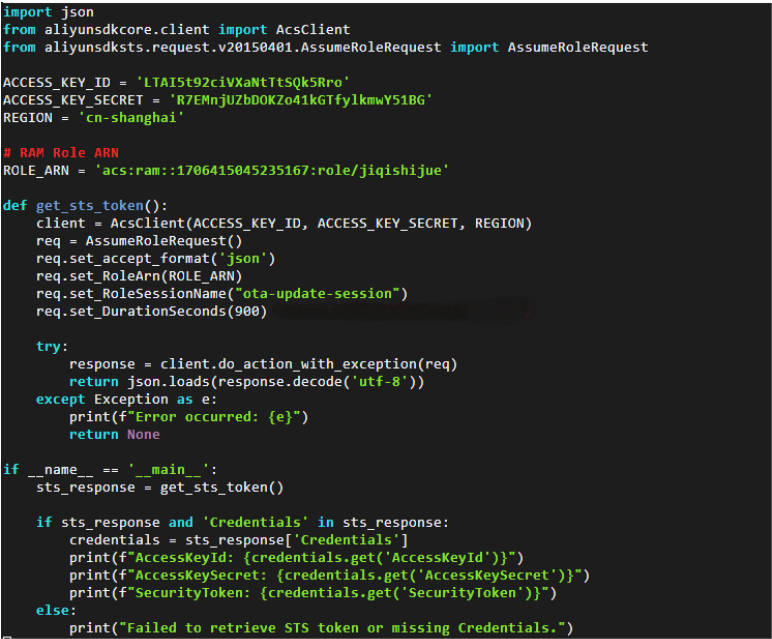 import json
from aliyunsdkcore.client import AcsClient
from aliyunsdksts.request.v20150401.AssumeRoleRequest import AssumeRoleRequest

ACCESS_KEY_ID = 'LTAI5t92ciVXaNtTtSQk5Rro'
ACCESS_KEY_SECRET = 'R7EMnjUZbDOKZo41kGTfylkmwY51BG'
REGION = 'cn-shanghai'

# RAM Role ARN
ROLE_ARN = 'acs:ram::1706415045235167:role/jiqishijue'

def get_sts_token():
    client = AcsClient(ACCESS_KEY_ID, ACCESS_KEY_SECRET, REGION)
    req = AssumeRoleRequest()
    req.set_accept_format('json')
    req.set_RoleArn(ROLE_ARN)
    req.set_RoleSessionName("ota-update-session")
    req.set_DurationSeconds(900)

    try:
        response = client.do_action_with_exception(req)
        return json.loads(response.decode('utf-8'))
    except Exception as e:
        print(f"Error occurred: {e}")
        return None

if __name__ == '__main__':
    sts_response = get_sts_token()

    if sts_response and 'Credentials' in sts_response:
        credentials = sts_response['Credentials']
        print(f"AccessKeyId: {credentials.get('AccessKeyId')}")
        print(f"AccessKeySecret: {credentials.get('AccessKeySecret')}")
        print(f"SecurityToken: {credentials.get('SecurityToken')}")
    else:
        print("Failed to retrieve STS token or missing Credentials.")